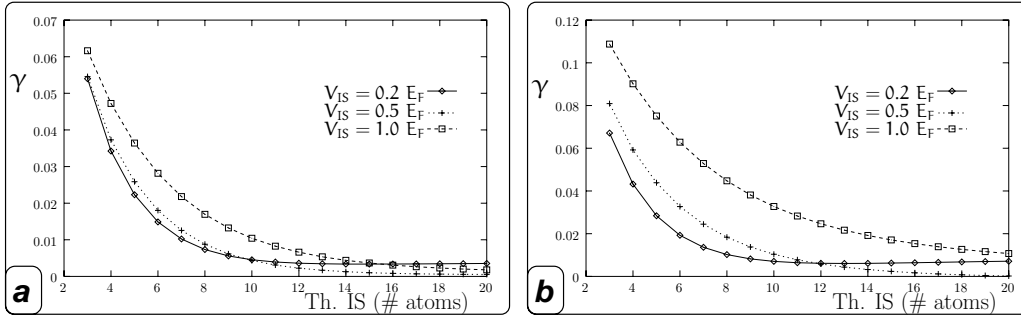 0.07
0.06
0.05
0.04
0.03
0.02
0.01
0
γ
V_IS = 0.2 E_F
V_IS = 0.5 E_F
V_IS = 1.0 E_F
2 4 6 8 10 12 14 16 18 20
Th. IS (# atoms)
a
0.12
0.1
0.08
0.06
0.04
0.02
0
γ
V_IS = 0.2 E_F
V_IS = 0.5 E_F
V_IS = 1.0 E_F
2 4 6 8 10 12 14 16 18 20
Th. IS (# atoms)
b